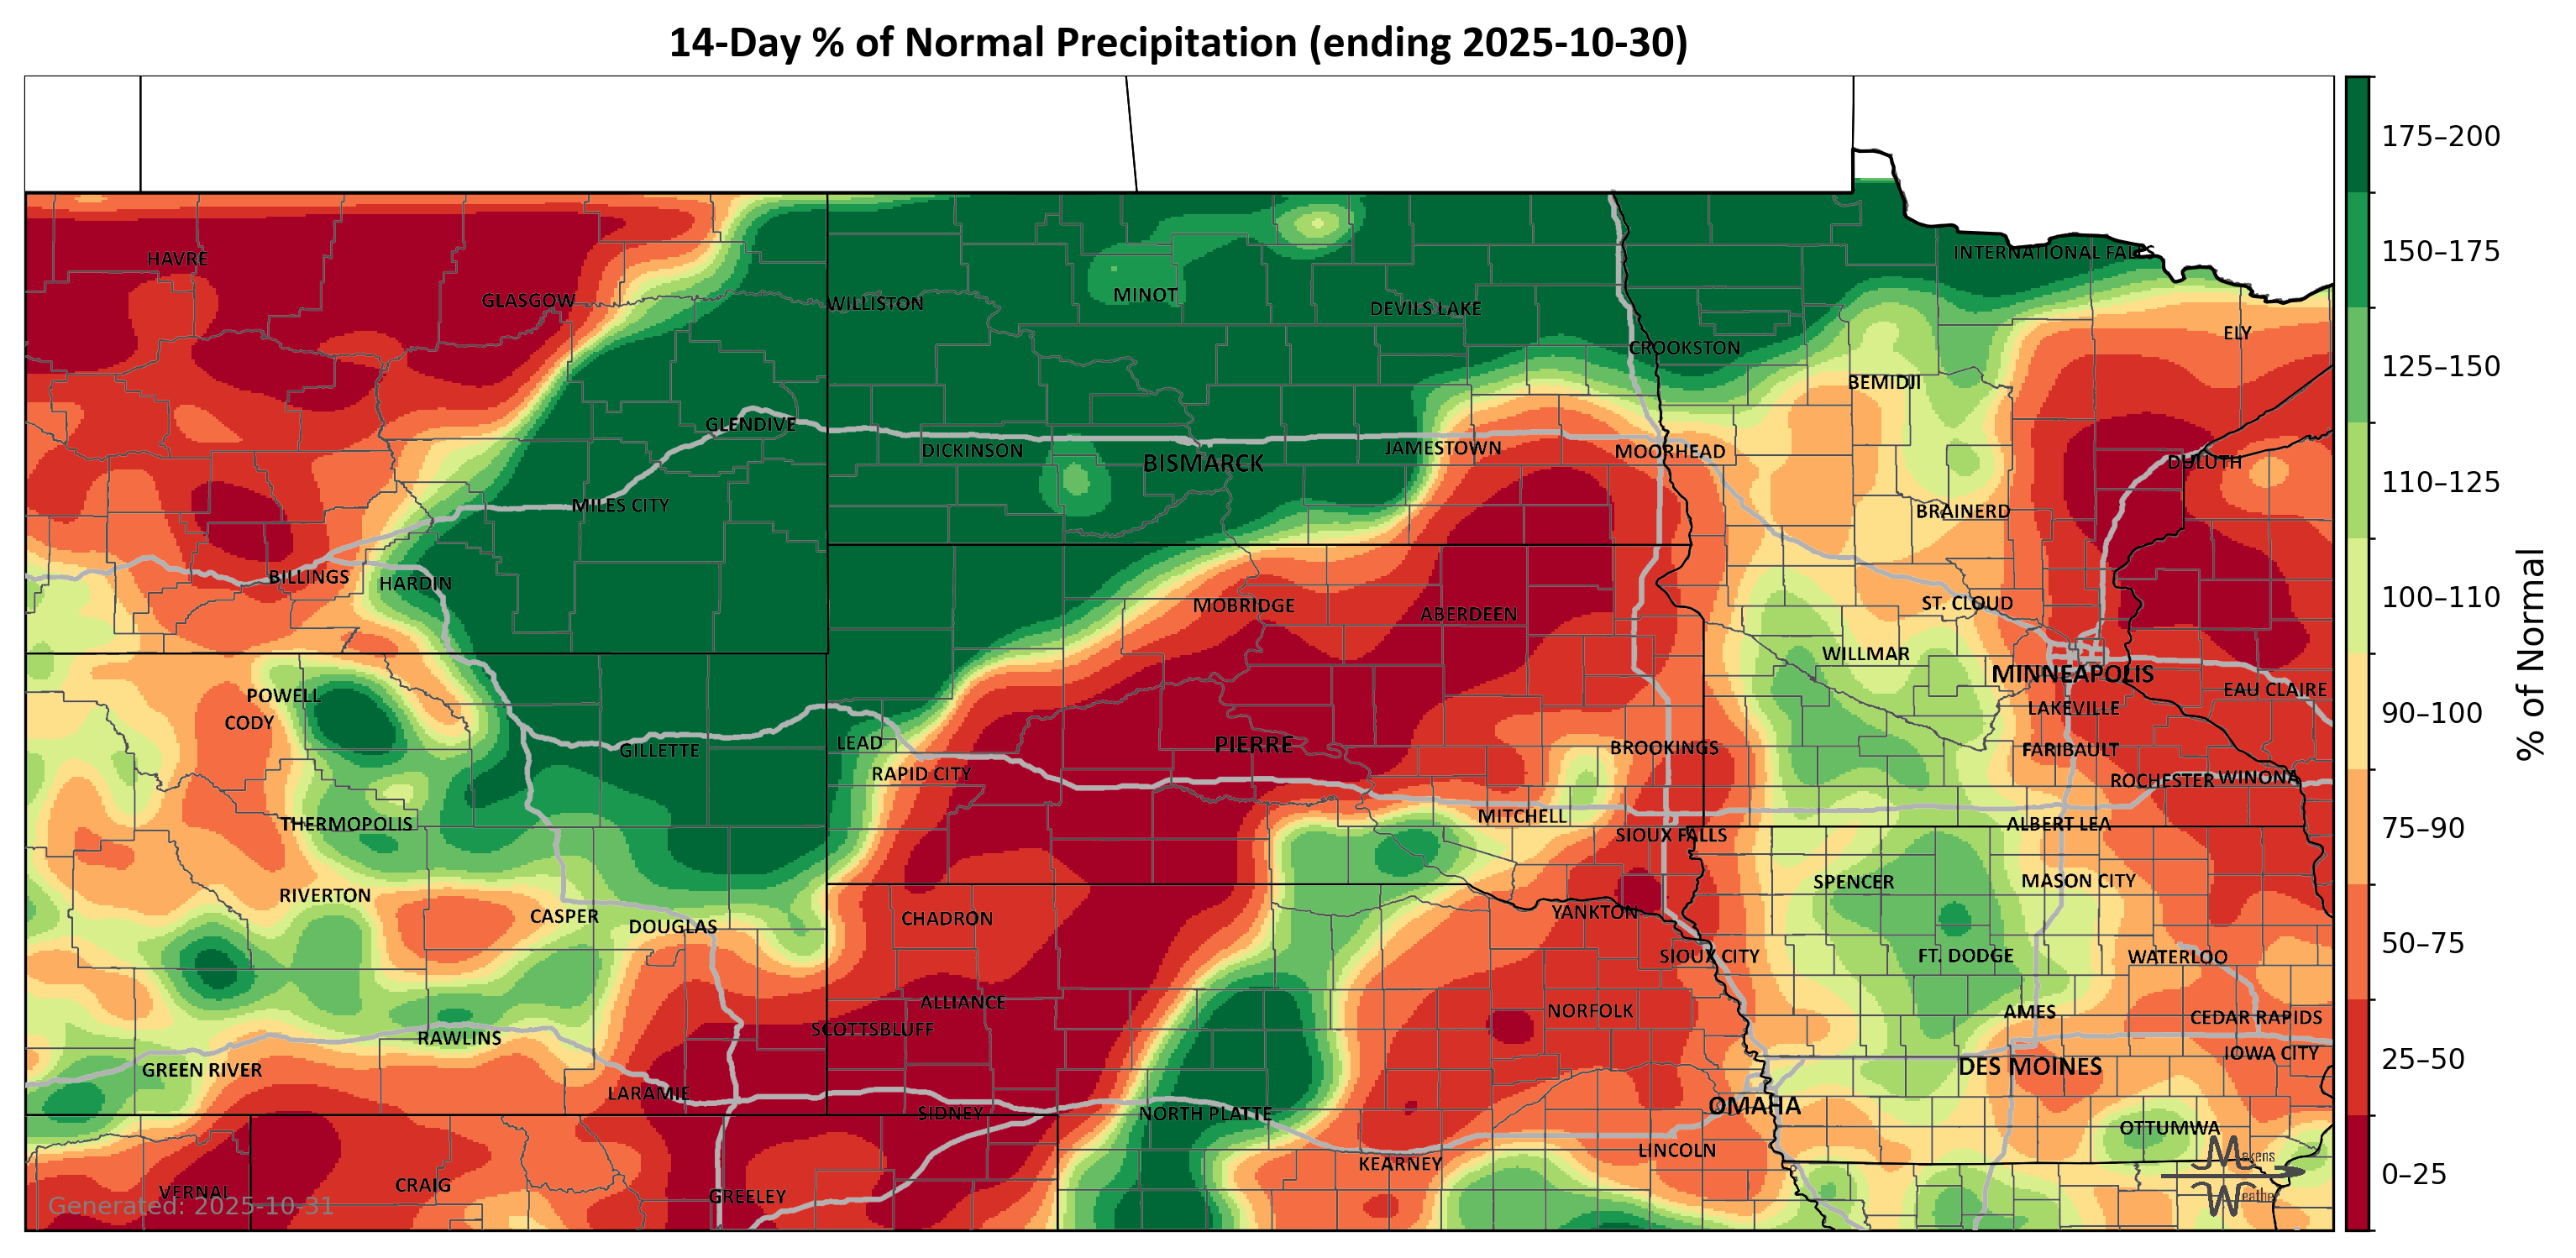 14-Day % of Normal Precipitation (ending 2025-10-30)
175–200
INTERNATIONAL FALLS
150–175
HAVRE
GLASGOW
WILLISTON
MINOT
DEVILS LAKE
ELY
CROOKSTON
125–150
BEMIDJI
GLENDIVE
DICKINSON
BISMARCK
JAMESTOWN
MOORHEAD
DULUTH
110–125
MILES CITY
BRAINERD
BILLINGS
HARDIN
MOBRIDGE
ABERDEEN
ST. CLOUD
100–110
WILLMAR
MINNEAPOLIS
% of Normal
POWELL
EAU CLAIRE
CODY
LAKEVILLE
90–100
GILLETTE
LEAD
PIERRE
BROOKINGS
FARIBAULT
RAPID CITY
ROCHESTER
WINONA
THERMOPOLIS
MITCHELL
SIOUX FALLS
ALBERT LEA
75–90
RIVERTON
SPENCER
MASON CITY
CASPER
DOUGLAS
CHADRON
YANKTON
50–75
SIOUX CITY
FT. DODGE
WATERLOO
ALLIANCE
NORFOLK
AMES
SCOTTSBLUFF
CEDAR RAPIDS
RAWLINS
IOWA CITY
25–50
GREEN RIVER
DES MOINES
LARAMIE
SIDNEY
NORTH PLATTE
OMAHA
OTTUMWA
LINCOLN
KEARNEY
Makens
Weather
0–25
VERNAL
CRAIG
GREELEY
Generated: 2025-10-31